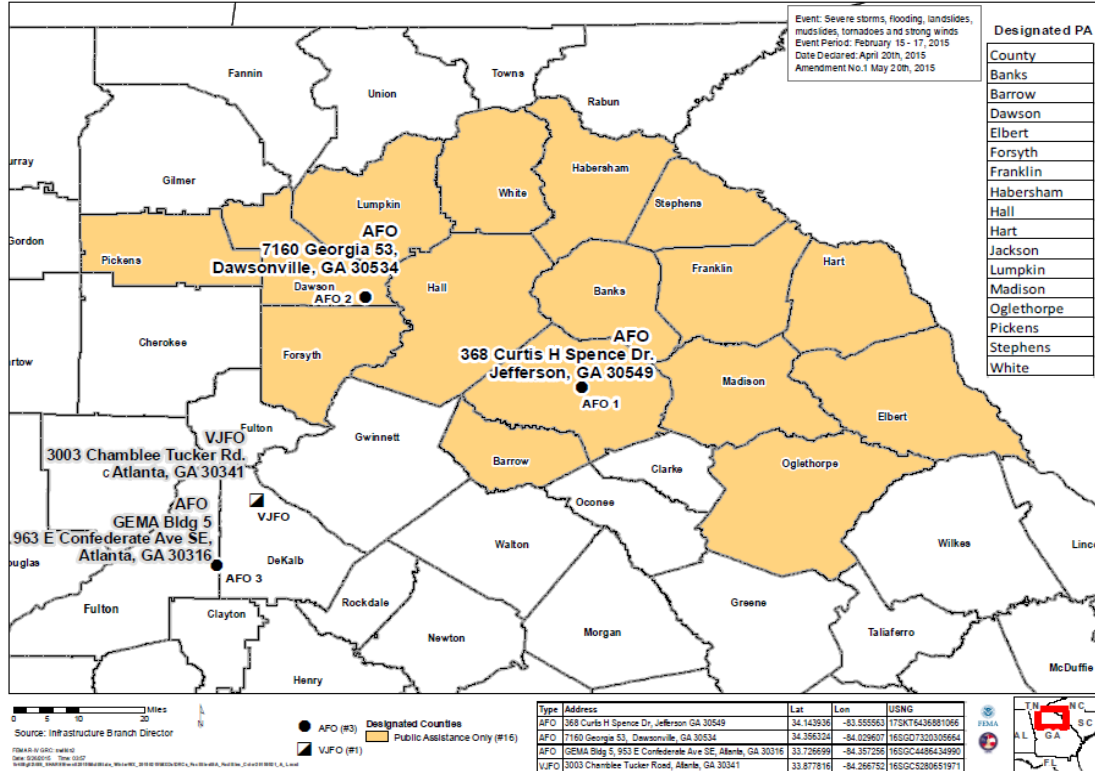 Event: Severe storms, flooding, landslides,
mudslides, tornadoes and strong winds
Event Period: February 15 - 17, 2015
Date Declared: April 20th, 2015
Amendment No.1 May 20th, 2015
Designated PA
County
Banks
Barrow
Dawson
Elbert
Forsyth
Franklin
Habersham
Hall
Hart
Jackson
Lumpkin
Madison
Oglethorpe
Pickens
Stephens
White
Fannin
Towns
Union
Rabun
urray
Gilmer
Habersham
White
Lumpkin
Stephens
Gordon
Pickens
AFO
7160 Georgia 53,
Dawsonville, GA 30534
Dawson
AFO 2
Hall
Banks
Franklin
Hart
Cherokee
Forsyth
artow
AFO
368 Curtis H Spence Dr.
Jefferson, GA 30549
AFO 1
Madison
Elbert
Fulton
Gwinnett
VJFO
3003 Chamblee Tucker Rd.
C Atlanta, GA 30341
Barrow
Clarke
Oglethorpe
Oconee
VJFO
AFO
GEMA Bldg 5
.963 E Confederate Ave SE,
Atlanta, GA 30316
AFO 3
DeKalb
Walton
Wilkes
Linc
ouglas
Fulton
Clayton
Rockdale
Newton
Morgan
Greene
Taliaferro
McDuffie
Henry
0 5 10 20 Miles
N
Source: Infrastructure Branch Director
AFO (#3)
VJFO (#1)
Designated Counties
Public Assistance Only (#16)
Type Address Lat Lon USNG
AFO 368 Curtis H Spence Dr, Jefferson GA 30549 34.143936 -83.555563 17SKT6436881066
AFO 7160 Georgia 53, Dawsonville, GA 30534 34.356324 -84.029607 16SGD7320305664
AFO GEMA Bldg 5, 953 E Confederate Ave SE, Atlanta, GA 30316 33.726699 -84.357256 16SGC4486434990
VJFO 3003 Chamblee Tucker Road, Atlanta, GA 30341 33.877816 -84.266752 16SGC5280651971
FEMA
TN NC
SC
AL GA
FL